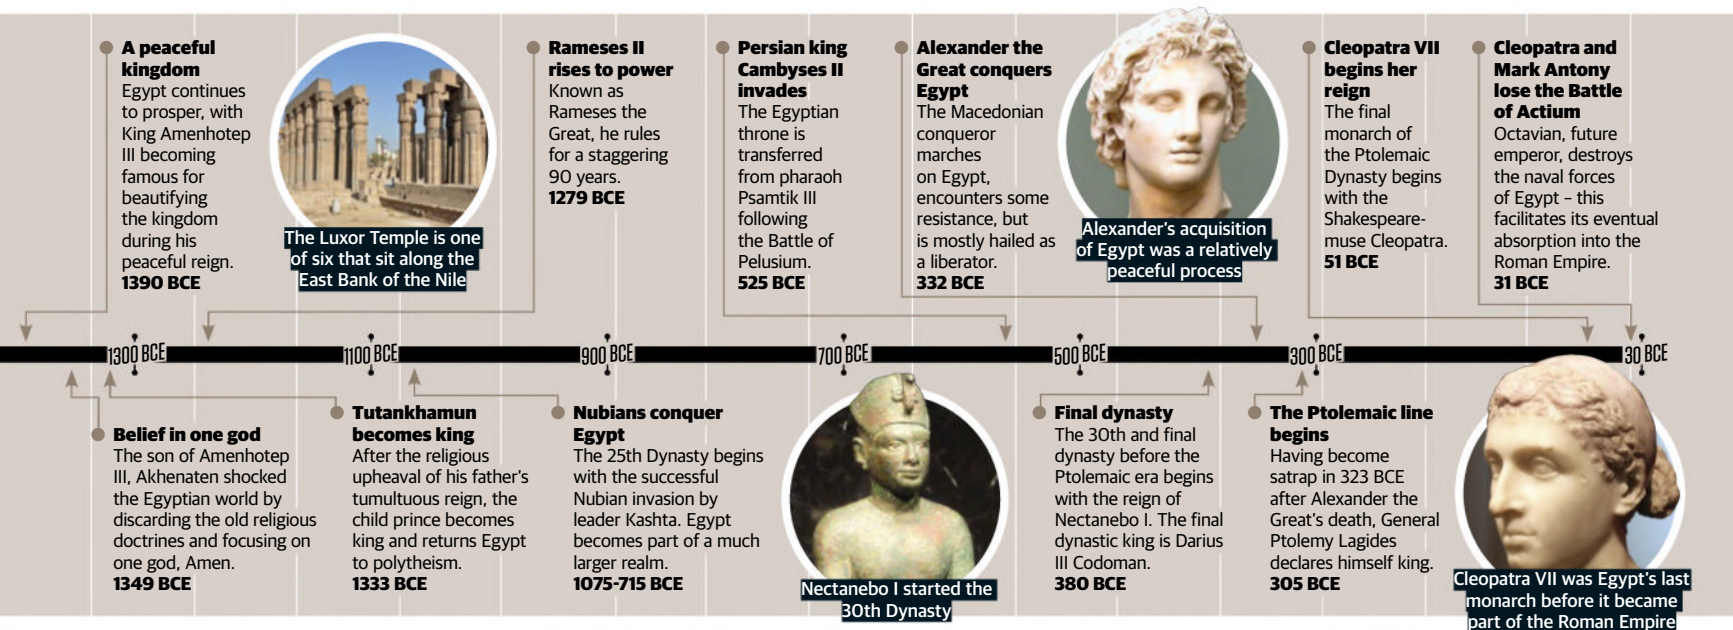 A peaceful
kingdom
Egypt continues
to prosper, with
King Amenhotep
III becoming
famous for
beautifying
the kingdom
during his
peaceful reign.
1390 BCE
The Luxor Temple is one
of six that sit along the
East Bank of the Nile
Rameses II
rises to power
Known as
Rameses the
Great, he rules
for a staggering
90 years.
1279 BCE
Persian king
Cambyses II
invades
The Egyptian
throne is
transferred
from pharaoh
Psamtik III
following
the Battle of
Pelusium.
525 BCE
Alexander the
Great conquers
Egypt
The Macedonian
conqueror
marches
on Egypt,
encounters some
resistance, but
is mostly hailed as
a liberator.
332 BCE
Alexander's acquisition
of Egypt was a relatively
peaceful process
Cleopatra VII
begins her
reign
The final
monarch of
the Ptolemaic
Dynasty begins
with the
Shakespeare-
muse Cleopatra.
51 BCE
Cleopatra and
Mark Antony
lose the Battle
of Actium
Octavian, future
emperor, destroys
the naval forces
of Egypt – this
facilitates its eventual
absorption into the
Roman Empire.
31 BCE
1300 BCE
1100 BCE
900 BCE
700 BCE
500 BCE
300 BCE
30 BCE
Belief in one god
The son of Amenhotep
III, Akhenaten shocked
the Egyptian world by
discarding the old religious
doctrines and focusing on
one god, Amen.
1349 BCE
Tutankhamun
becomes king
After the religious
upheaval of his father's
tumultuous reign, the
child prince becomes
king and returns Egypt
to polytheism.
1333 BCE
Nubians conquer
Egypt
The 25th Dynasty begins
with the successful
Nubian invasion by
leader Kashta. Egypt
becomes part of a much
larger realm.
1075-715 BCE
Nectanebo I started the
30th Dynasty
Final dynasty
The 30th and final
dynasty before the
Ptolemaic era begins
with the reign of
Nectanebo I. The final
dynastic king is Darius
III Codoman.
380 BCE
The Ptolemaic line
begins
Having become
satrap in 323 BCE
after Alexander the
Great's death, General
Ptolemy Lagides
declares himself king.
305 BCE
Cleopatra VII was Egypt's last
monarch before it became
part of the Roman Empire